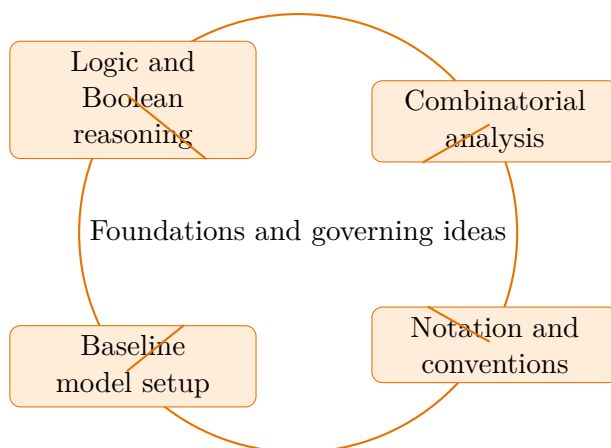 Logic and
Boolean
reasoning
Combinatorial
analysis
Foundations and governing ideas
Baseline
model setup
Notation and
conventions